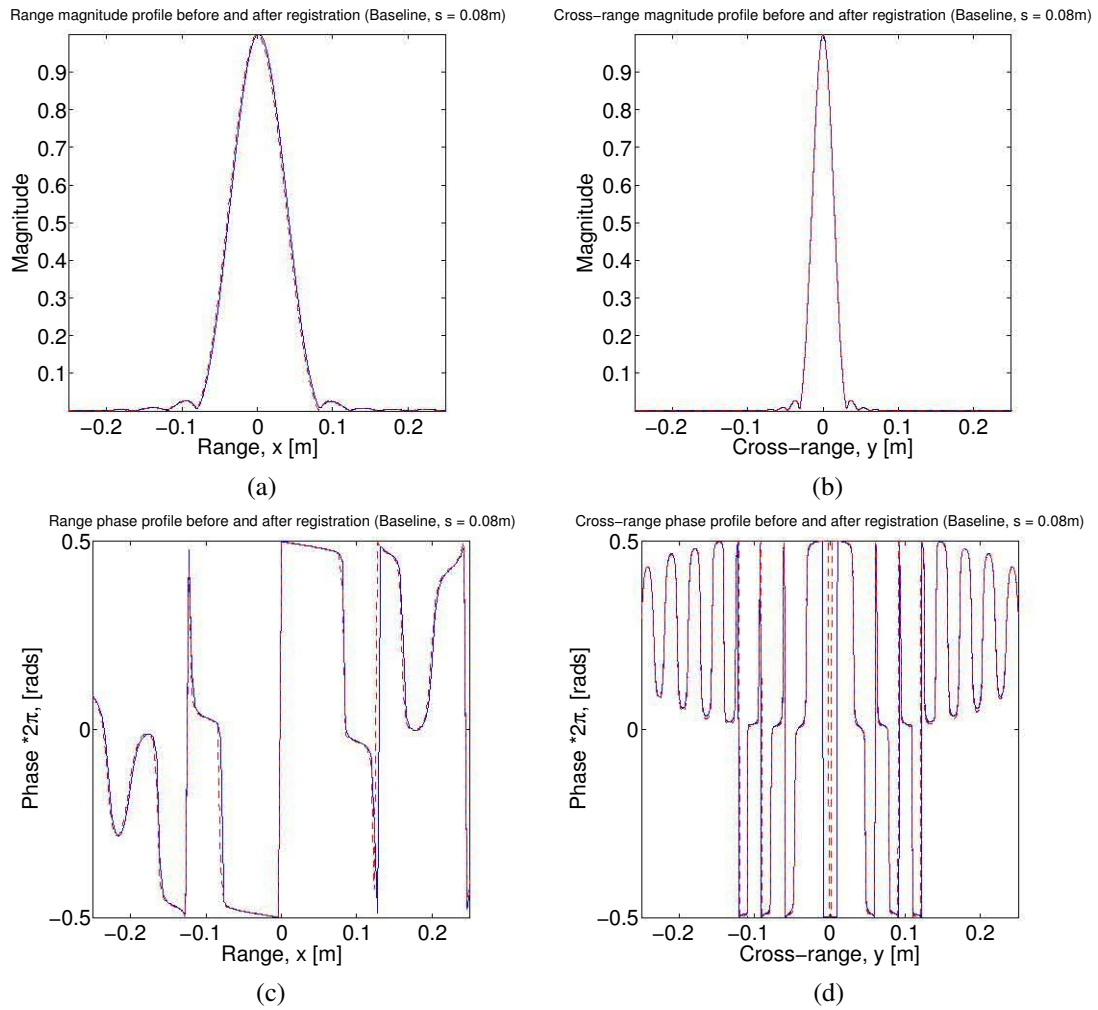 Range magnitude profile before and after registration (Baseline, s = 0.08m)
0.9
0.8
0.7
0.6
0.5
0.4
0.3
0.2
0.1
Magnitude
−0.2 −0.1 0 0.1 0.2
Range, x [m]
(a)
Cross−range magnitude profile before and after registration (Baseline, s = 0.08m)
0.9
0.8
0.7
0.6
0.5
0.4
0.3
0.2
0.1
Magnitude
−0.2 −0.1 0 0.1 0.2
Cross−range, y [m]
(b)
Range phase profile before and after registration (Baseline, s = 0.08m)
0.5
0
−0.5
Phase *2π, [rads]
−0.2 −0.1 0 0.1 0.2
Range, x [m]
(c)
Cross−range phase profile before and after registration (Baseline, s = 0.08m)
0.5
0
−0.5
Phase *2π, [rads]
−0.2 −0.1 0 0.1 0.2
Cross−range, y [m]
(d)